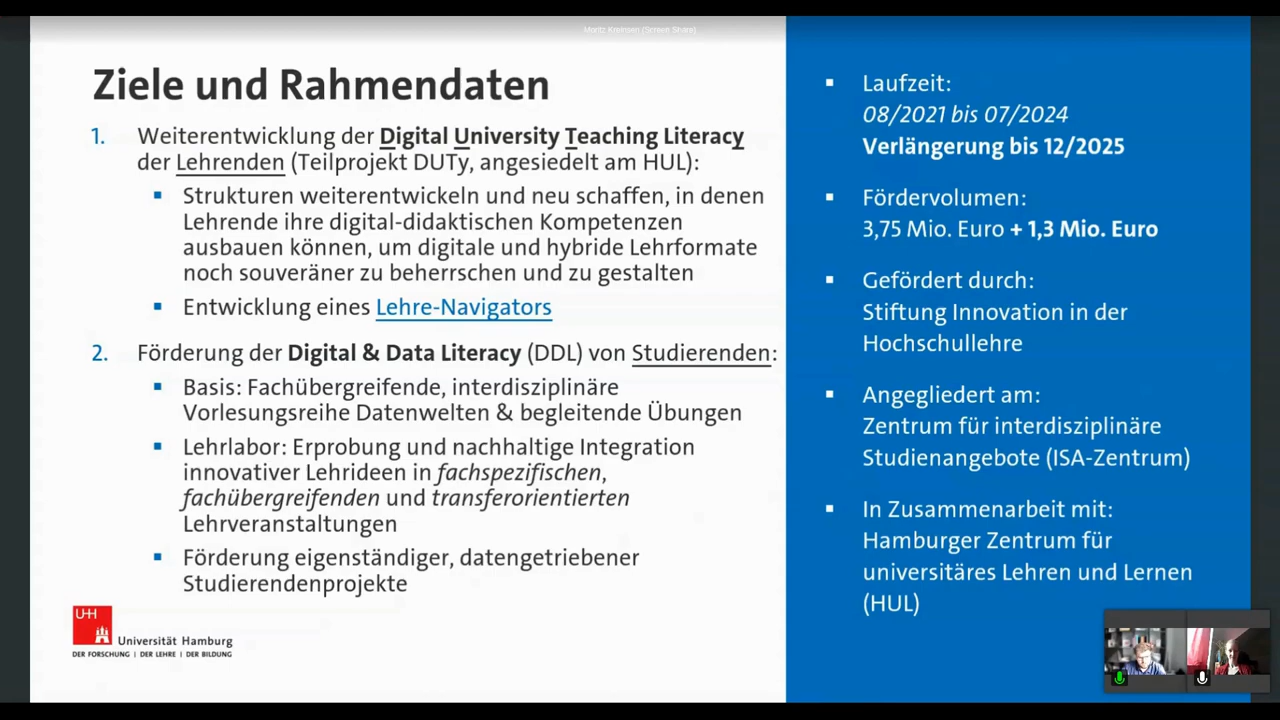 Moritz Kreinsen (Screen Share)
Ziele und Rahmendaten
1. Weiterentwicklung der Digital University Teaching Literacy
der Lehrenden (Teilprojekt DUTy, angesiedelt am HUL):
▪ Strukturen weiterentwickeln und neu schaffen, in denen
Lehrende ihre digital-didaktischen Kompetenzen
ausbauen können, um digitale und hybride Lehrformate
noch souveräner zu beherrschen und zu gestalten
▪ Entwicklung eines Lehre-Navigators
2. Förderung der Digital & Data Literacy (DDL) von Studierenden:
▪ Basis: Fachübergreifende, interdisziplinäre
Vorlesungsreihe Datenwelten & begleitende Übungen
▪ Lehrlabor: Erprobung und nachhaltige Integration
innovativer Lehrideen in fachspezifischen,
fachübergreifenden und transferorientierten
Lehrveranstaltungen
▪ Förderung eigenständiger, datengetriebener
Studierendenprojekte
UH
Universität Hamburg
DER FORSCHUNG | DER LEHRE | DER BILDUNG
▪ Laufzeit:
08/2021 bis 07/2024
Verlängerung bis 12/2025
▪ Fördervolumen:
3,75 Mio. Euro + 1,3 Mio. Euro
▪ Gefördert durch:
Stiftung Innovation in der
Hochschullehre
▪ Angegliedert am:
Zentrum für interdisziplinäre
Studienangebote (ISA-Zentrum)
▪ In Zusammenarbeit mit:
Hamburger Zentrum für
universitäres Lehren und Lernen
(HUL)